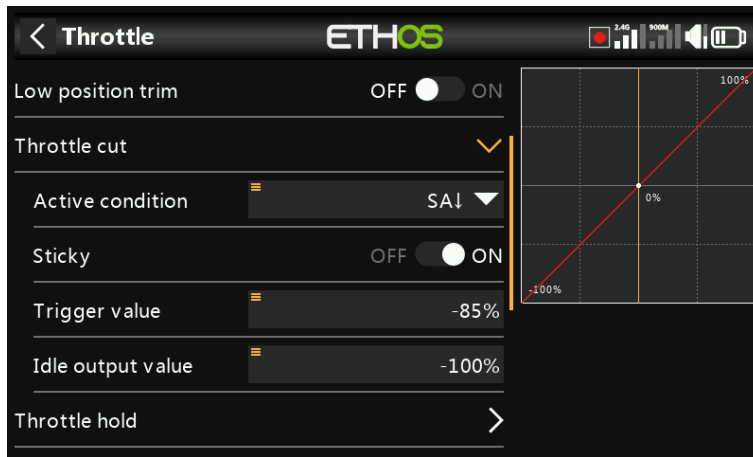 Throttle
ETHOS
2.4G
900M
Low position trim OFF ON
Throttle cut
Active condition SA↓
Sticky OFF ON
Trigger value -85%
Idle output value -100%
Throttle hold
100%
0%
-100%